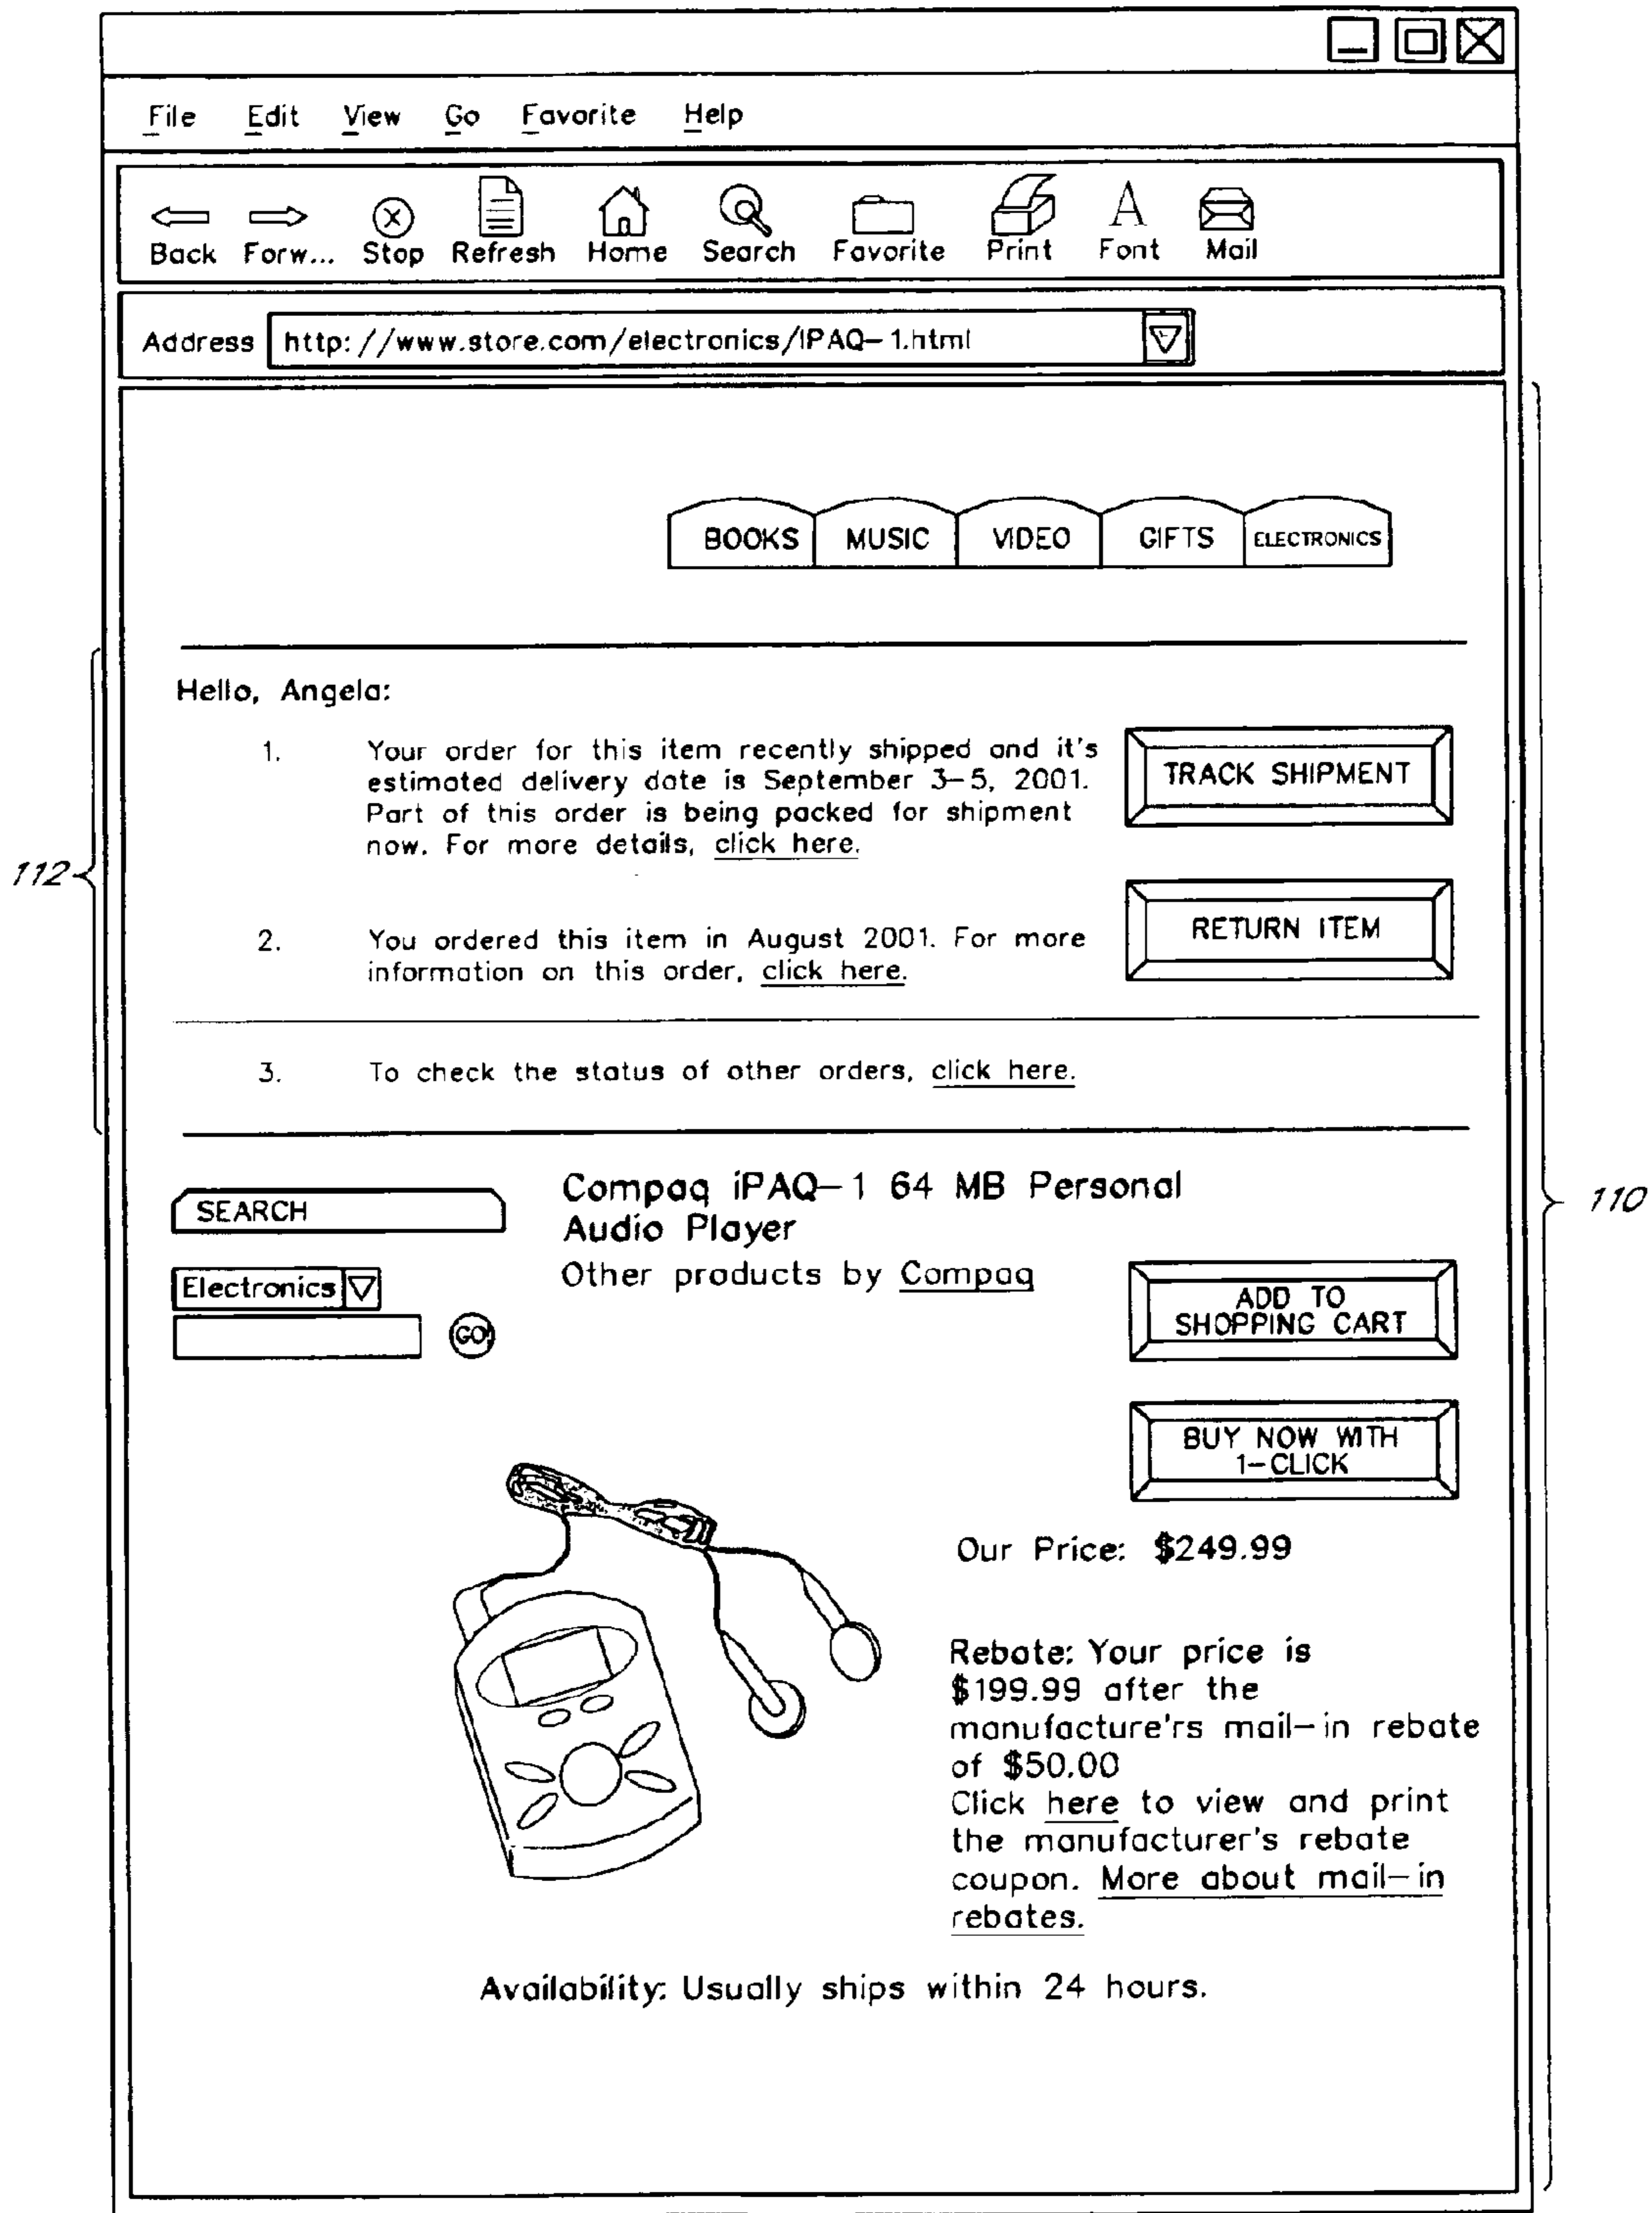 File Edit View Go Favorite Help
Back Forw... Stop Refresh Home Search Favorite Print Font Mail
Address http://www.store.com/electronics/IPAQ-1.html
BOOKS MUSIC VIDEO GIFTS ELECTRONICS
Hello, Angela:
1. Your order for this item recently shipped and it's
estimated delivery date is September 3-5, 2001.
Part of this order is being packed for shipment
now. For more details, click here.
TRACK SHIPMENT
112
2. You ordered this item in August 2001. For more
information on this order, click here.
RETURN ITEM
3. To check the status of other orders, click here.
SEARCH
Electronics
GO
Compaq iPAQ-1 64 MB Personal
Audio Player
Other products by Compaq
110
ADD TO
SHOPPING CART
BUY NOW WITH
1-CLICK
Our Price: $249.99
Rebate: Your price is
$199.99 after the
manufacture'rs mail-in rebate
of $50.00
Click here to view and print
the manufacturer's rebate
coupon. More about mail-in
rebates.
Availability: Usually ships within 24 hours.